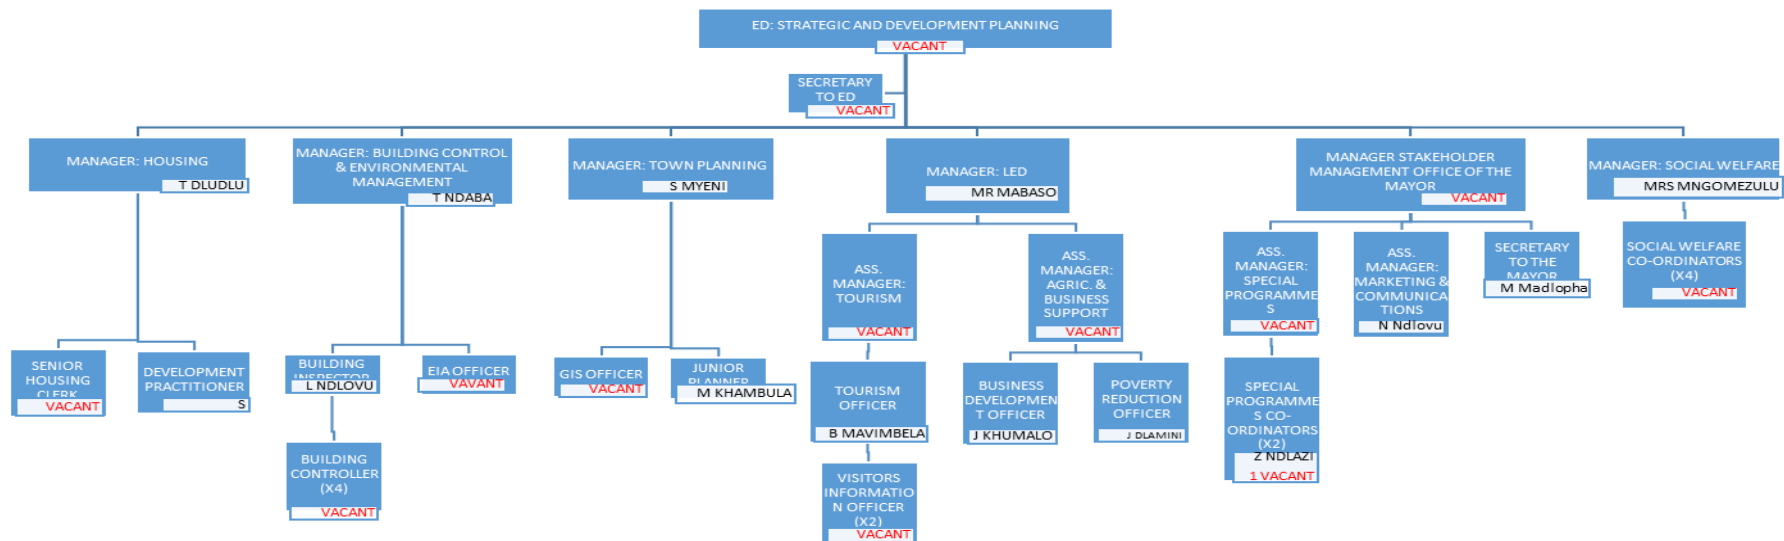 ED: STRATEGIC AND DEVELOPMENT PLANNING
VACANT
SECRETARY
TO ED
VACANT
MANAGER: HOUSING
T DLUDLU
MANAGER: BUILDING CONTROL
& ENVIRONMENTAL
MANAGEMENT
T NDABA
MANAGER: TOWN PLANNING
S MYENI
MANAGER: LED
MR MABASO
MANAGER STAKEHOLDER
MANAGEMENT OFFICE OF THE
MAYOR
VACANT
MANAGER: SOCIAL WELFARE
MRS MNGOMEZULU
ASS.
MANAGER:
TOURISM
VACANT
ASS.
MANAGER:
AGRIC. &
BUSINESS
SUPPORT
VACANT
ASS.
MANAGER:
SPECIAL
PROGRAMME
S
VACANT
ASS.
MANAGER:
MARKETING &
COMMUNICA
TIONS
N Ndlovu
SECRETARY
TO THE
MAYOR
M Madlopha
SOCIAL WELFARE
CO-ORDINATORS
(X4)
VACANT
SENIOR
HOUSING
CLERK
VACANT
DEVELOPMENT
PRACTITIONER
S
BUILDING
INSPECTOR
L NDLOVU
EIA OFFICER
VAVANT
GIS OFFICER
VACANT
JUNIOR
PLANNER
M KHAMBULA
TOURISM
OFFICER
B MAVIMBELA
BUSINESS
DEVELOPMEN
T OFFICER
J KHUMALO
POVERTY
REDUCTION
OFFICER
J DLAMINI
SPECIAL
PROGRAMME
S CO-
ORDINATORS
(X2)
Z NDLAZI
1 VACANT
BUILDING
CONTROLLER
(X4)
VACANT
VISITORS
INFORMATIO
N OFFICER
(X2)
VACANT